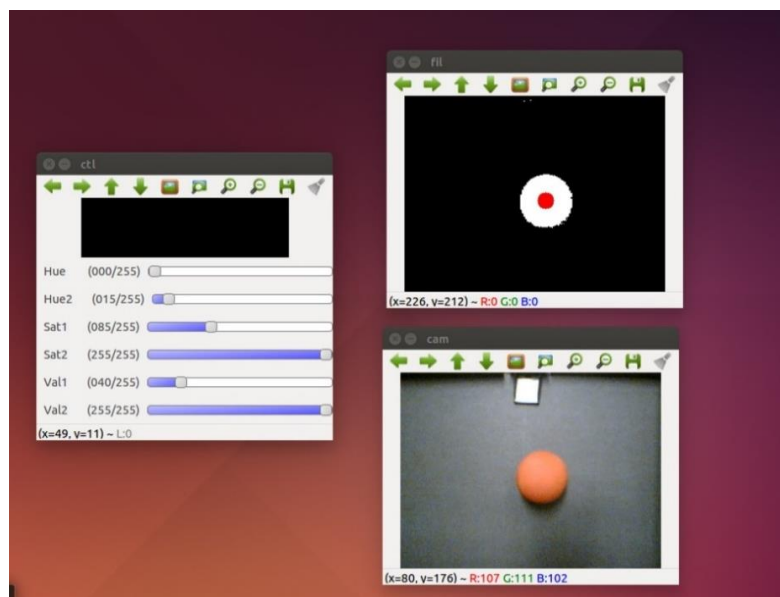 ctl
Hue (000/255)
Hue2 (015/255)
Sat1 (085/255)
Sat2 (255/255)
Val1 (040/255)
Val2 (255/255)
(x=49, y=11) ~ L:0
fil
(x=226, y=212) ~ R:0 G:0 B:0
cam
(x=80, y=176) ~ R:107 G:111 B:102